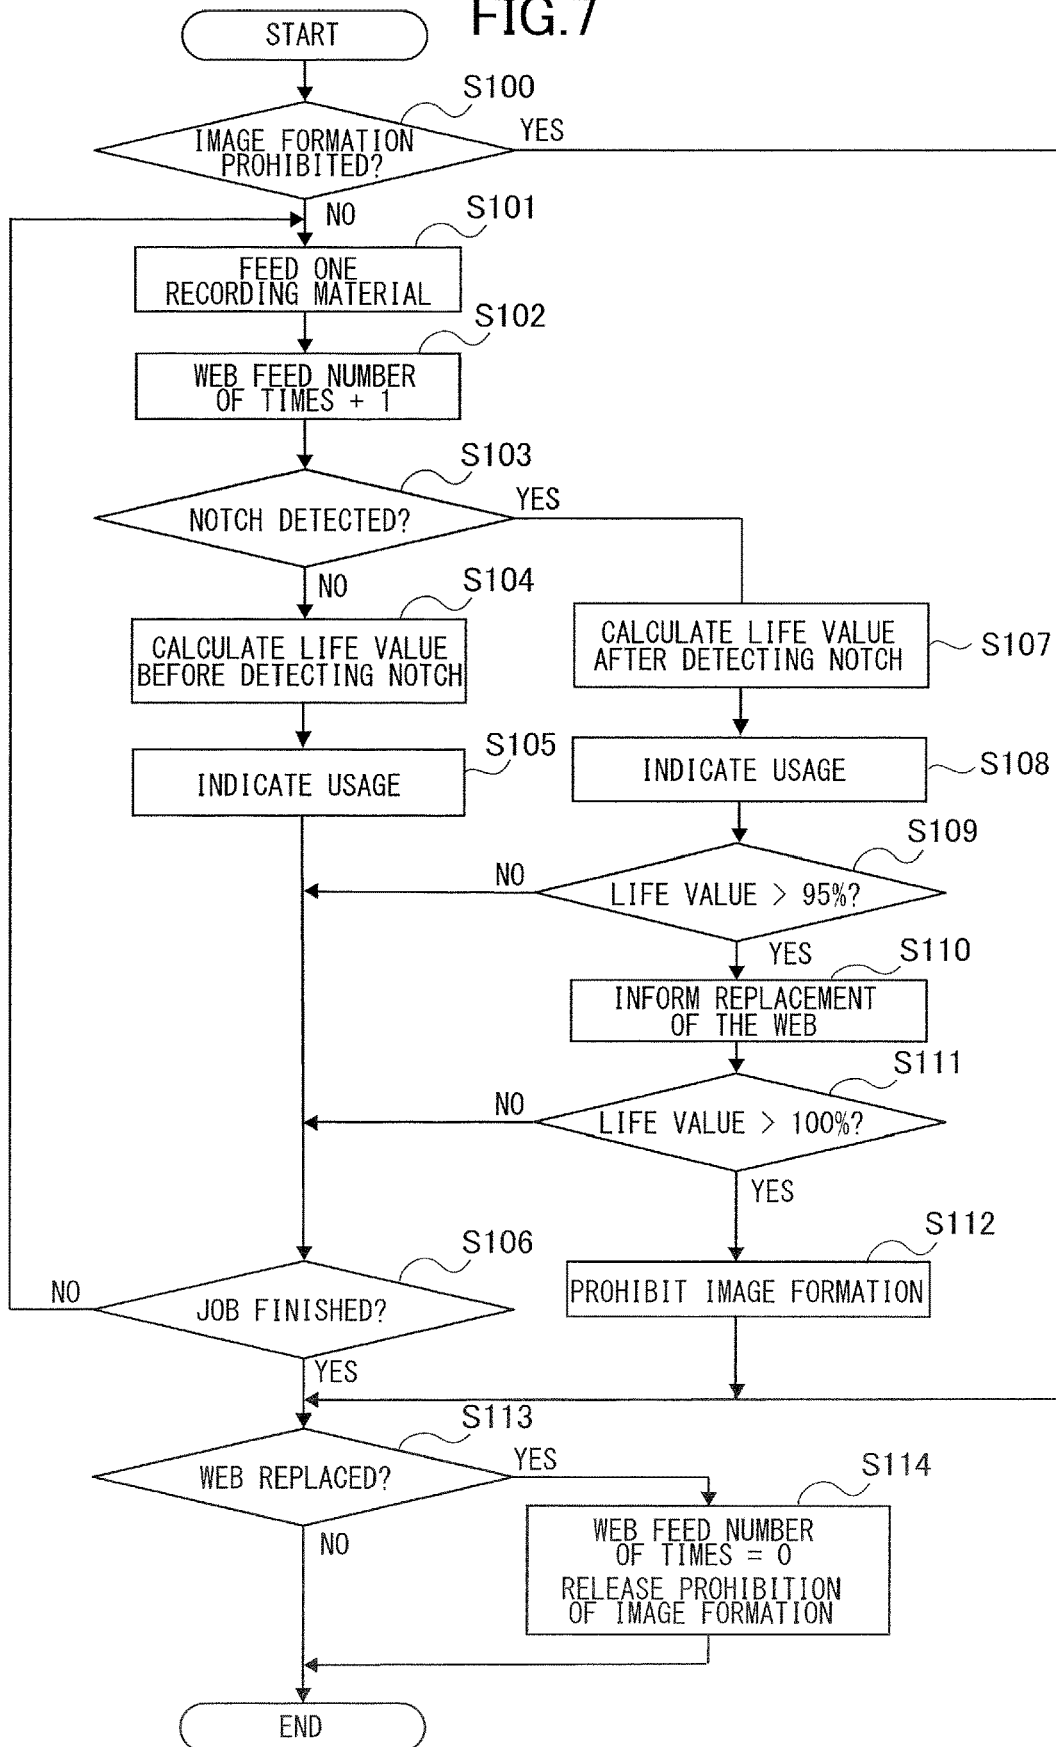 FIG.7
START
S100
IMAGE FORMATION
PROHIBITED?
YES
NO
S101
FEED ONE
RECORDING MATERIAL
S102
WEB FEED NUMBER
OF TIMES + 1
S103
NOTCH DETECTED?
YES
NO
S104
CALCULATE LIFE VALUE
BEFORE DETECTING NOTCH
CALCULATE LIFE VALUE
AFTER DETECTING NOTCH
S107
S105
INDICATE USAGE
INDICATE USAGE
S108
S109
LIFE VALUE > 95%?
NO
YES
S110
INFORM REPLACEMENT
OF THE WEB
S111
LIFE VALUE > 100%?
NO
YES
S112
PROHIBIT IMAGE FORMATION
S106
JOB FINISHED?
NO
YES
S113
WEB REPLACED?
YES
NO
S114
WEB FEED NUMBER
OF TIMES = 0
RELEASE PROHIBITION
OF IMAGE FORMATION
END